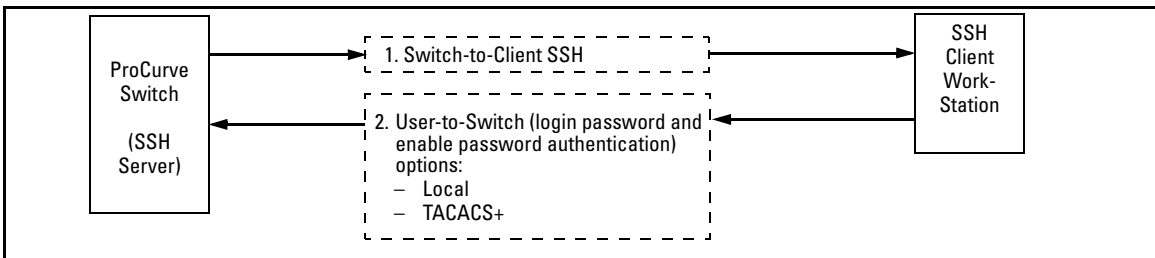 ProCurve
Switch
(SSH
Server)
1. Switch-to-Client SSH
2. User-to-Switch (login password and
enable password authentication)
options:
– Local
– TACACS+
SSH
Client
Work-
Station